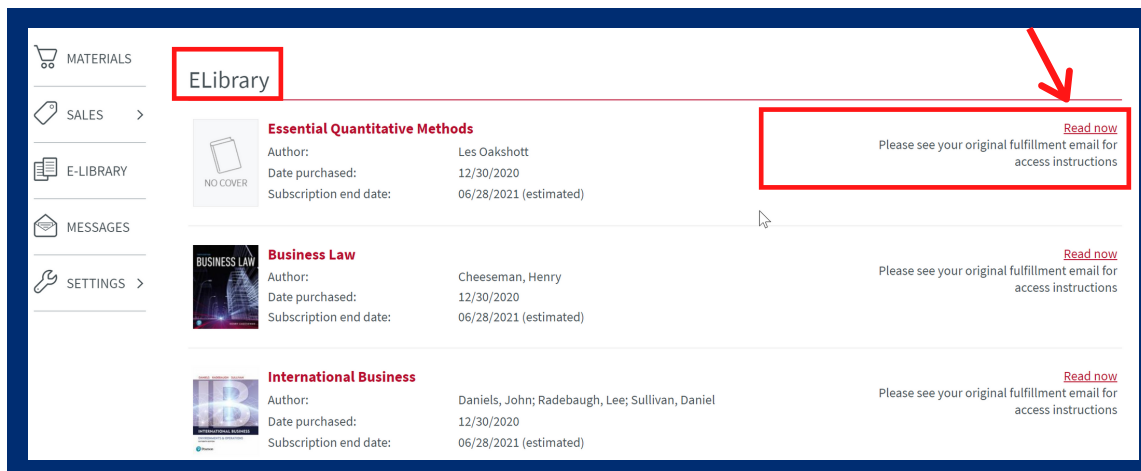 MATERIALS
SALES
E-LIBRARY
MESSAGES
SETTINGS
ELibrary
NO COVER
Essential Quantitative Methods
Author: Les Oakshott
Date purchased: 12/30/2020
Subscription end date: 06/28/2021 (estimated)
Read now
Please see your original fulfillment email for
access instructions
BUSINESS LAW
Business Law
Author: Cheeseman, Henry
Date purchased: 12/30/2020
Subscription end date: 06/28/2021 (estimated)
Read now
Please see your original fulfillment email for
access instructions
IB
INTERNATIONAL BUSINESS
International Business
Author: Daniels, John; Radebaugh, Lee; Sullivan, Daniel
Date purchased: 12/30/2020
Subscription end date: 06/28/2021 (estimated)
Read now
Please see your original fulfillment email for
access instructions